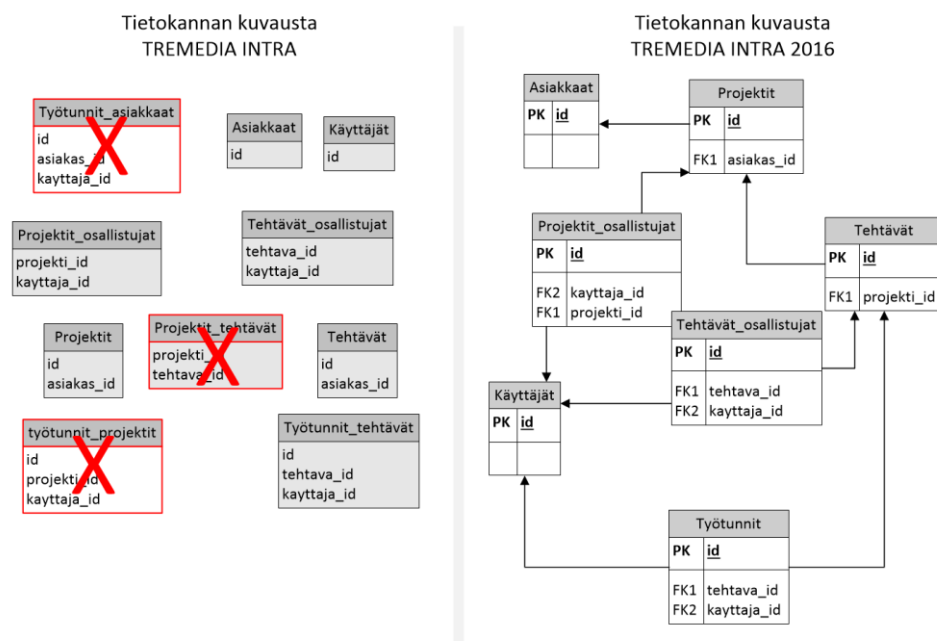 Tietokannan kuvausta
TREMEDIA INTRA
Työtunnit_asiakkaat
id
asiakas_id
kayttaja_id
Asiakkaat
id
Käyttäjät
id
Projektit_osallistujat
projekti_id
kayttaja_id
Tehtävät_osallistujat
tehtava_id
kayttaja_id
Projektit
id
asiakas_id
Projektit_tehtävät
projekti_
tehtava_id
Tehtävät
id
asiakas_id
työtunnit_projektit
id
projekti_id
kayttaja_id
Työtunnit_tehtävät
id
tehtava_id
kayttaja_id
Tietokannan kuvausta
TREMEDIA INTRA 2016
Asiakkaat
PK id
Projektit
PK id
FK1 asiakas_id
Projektit_osallistujat
PK id
FK2 kayttaja_id
FK1 projekti_id
Tehtävät
PK id
FK1 projekti_id
Tehtävät_osallistujat
PK id
FK1 tehtava_id
FK2 kayttaja_id
Käyttäjät
PK id
Työtunnit
PK id
FK1 tehtava_id
FK2 kayttaja_id